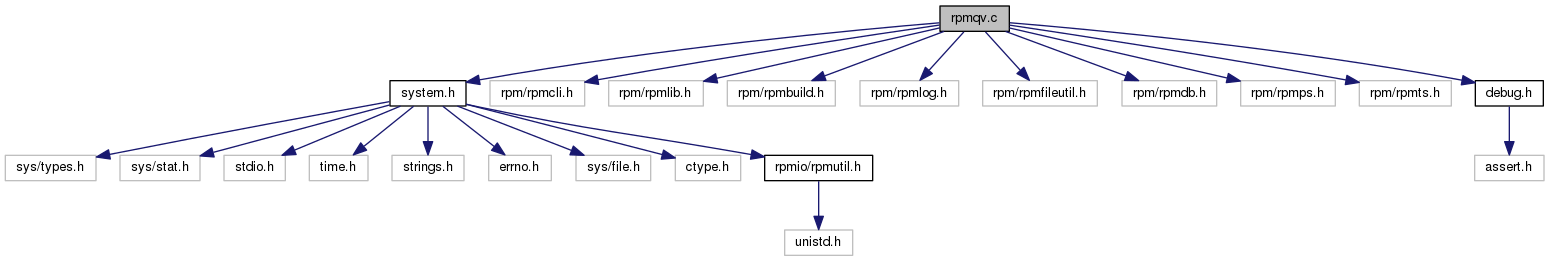 rpmqv.c
system.h
rpm/rpmcli.h
rpm/rpmlib.h
rpm/rpmbuild.h
rpm/rpmlog.h
rpm/rpmfileutil.h
rpm/rpmdb.h
rpm/rpmps.h
rpm/rpmts.h
debug.h
sys/types.h
sys/stat.h
stdio.h
time.h
strings.h
errno.h
sys/file.h
ctype.h
rpmio/rpmutil.h
assert.h
unistd.h